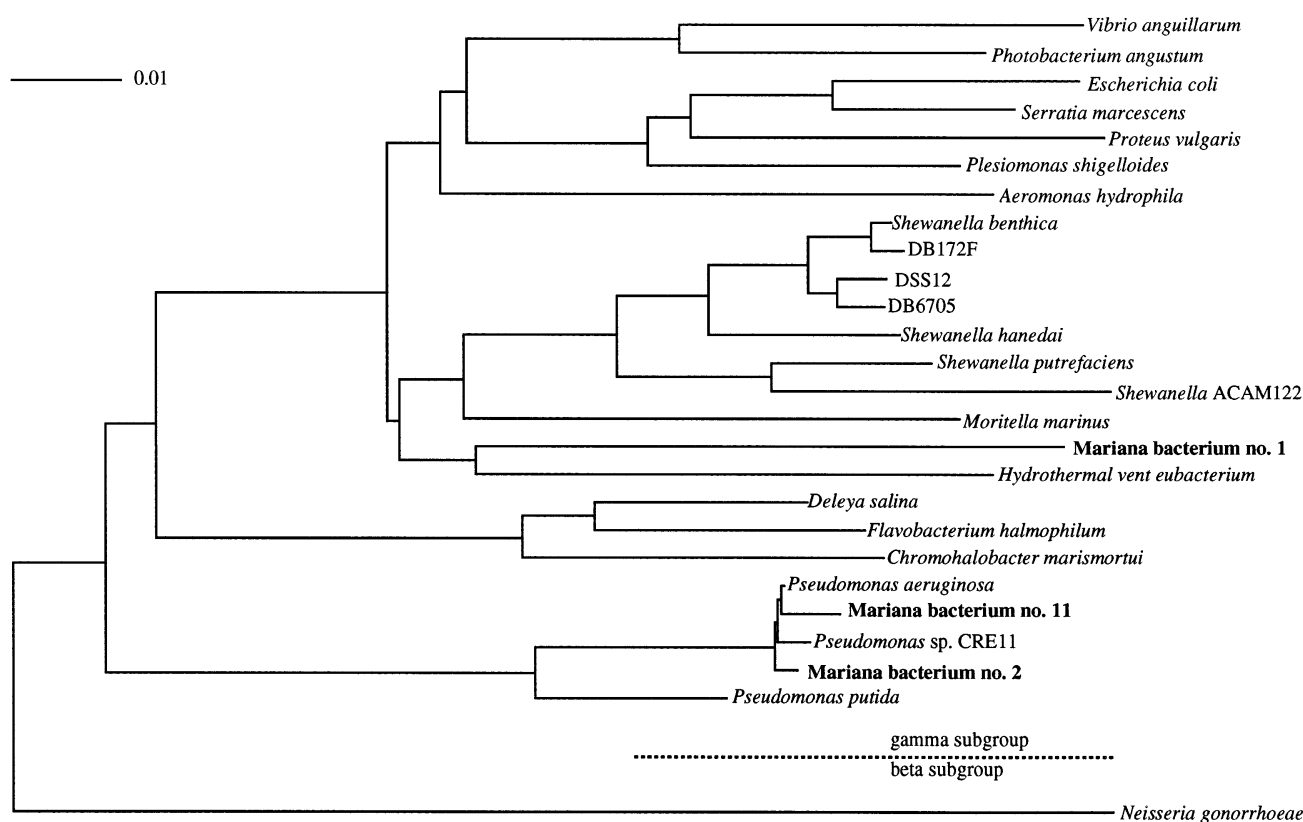 Vibrio anguillarum
Photobacterium angustum
0.01
Escherichia coli
Serratia marcescens
Proteus vulgaris
Plesiomonas shigelloides
Aeromonas hydrophila
Shewanella benthica
DB172F
DSS12
DB6705
Shewanella hanedai
Shewanella putrefaciens
Shewanella ACAM122
Moritella marinus
Mariana bacterium no. 1
Hydrothermal vent eubacterium
Deleya salina
Flavobacterium halmophilum
Chromohalobacter marismortui
Pseudomonas aeruginosa
Mariana bacterium no. 11
Pseudomonas sp. CRE11
Mariana bacterium no. 2
Pseudomonas putida
gamma subgroup
beta subgroup
Neisseria gonorrhoeae